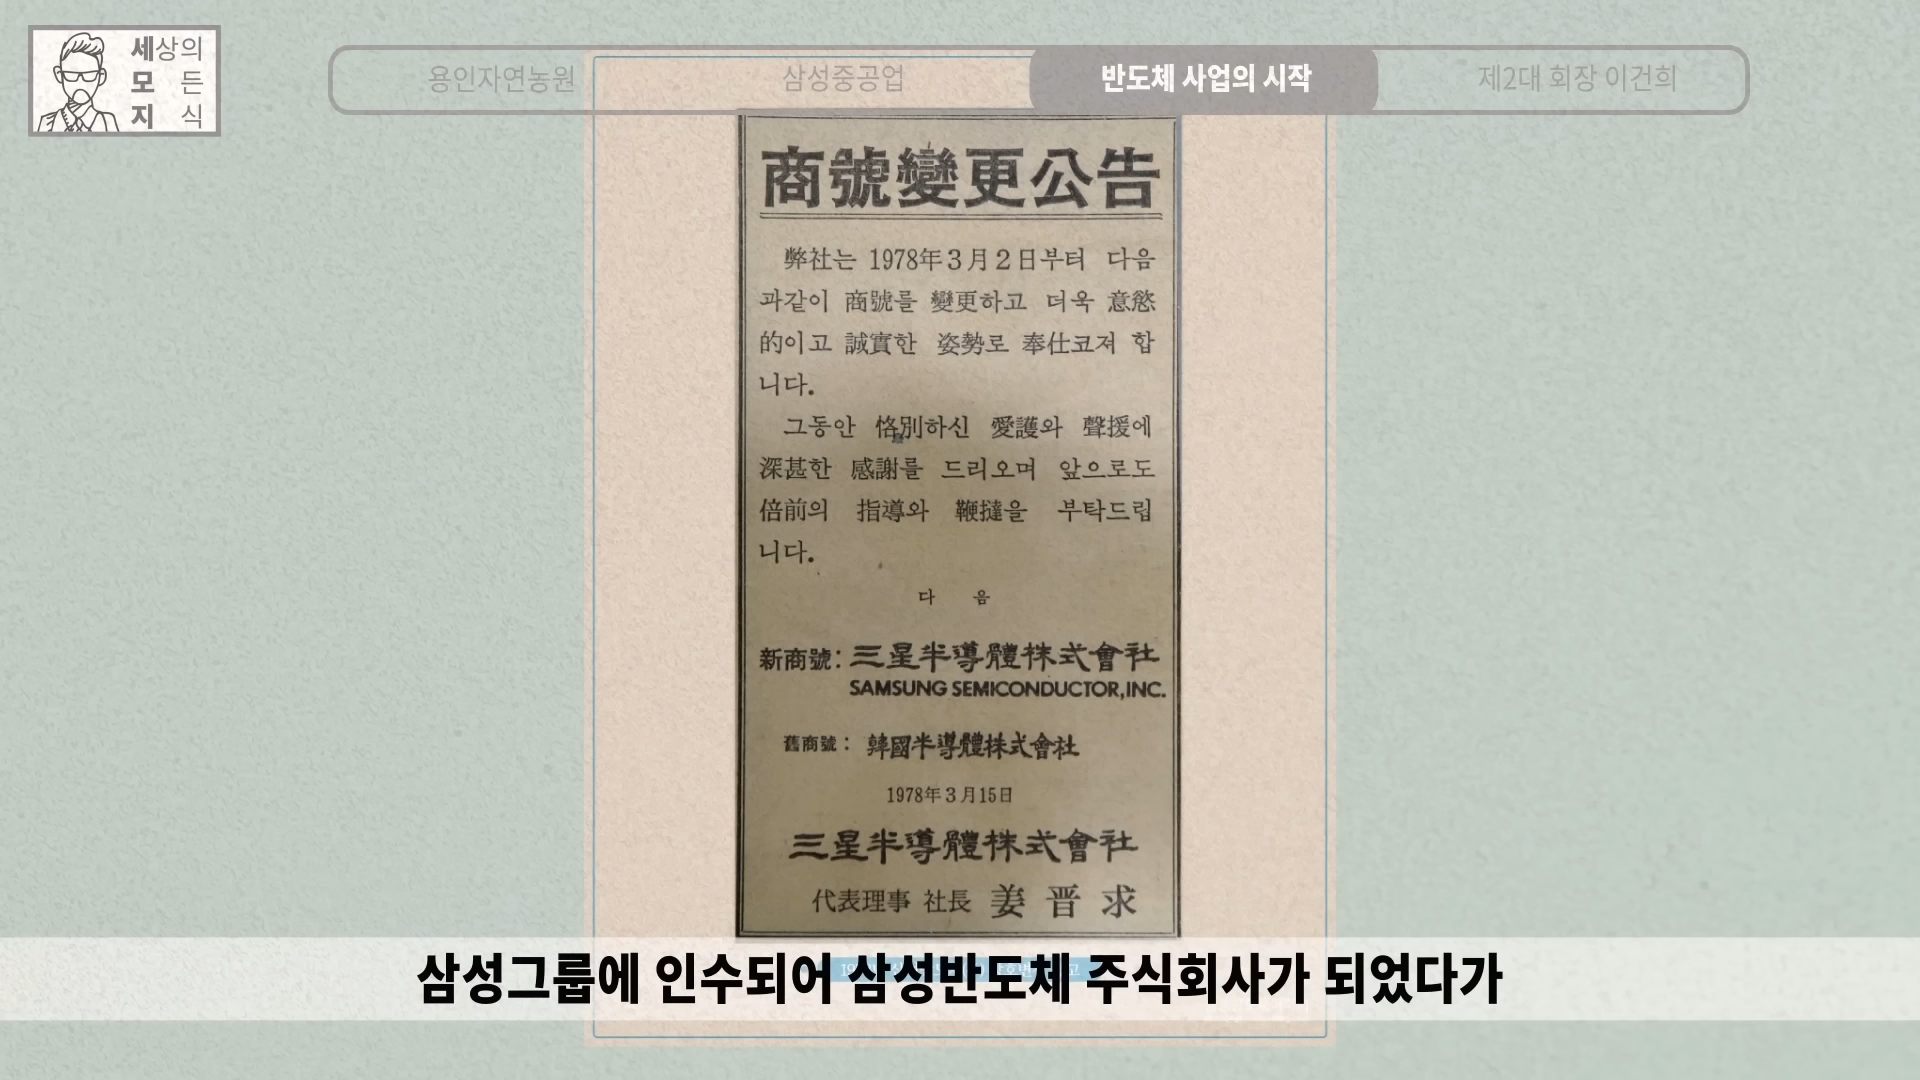 세상의
모든
지식
용인자연농원
삼성중공업
반도체 사업의 시작
제2대 회장 이건희
商號變更公告
弊社는 1978年3月2日부터 다음
과같이 商號를 變更하고 더욱 意慾
的이고 誠實한 姿勢로 奉仕코져 합
니다.
그동안 恪別하신 愛護와 聲援에
深甚한 感謝를 드리오며 앞으로도
倍前의 指導와 鞭撻을 부탁드립
니다.
다 음
新商號: 三星半導體株式會社
SAMSUNG SEMICONDUCTOR, INC.
舊商號: 韓國半導體株式會社
1978年3月15日
三星半導體株式會社
代表理事 社長 姜晋求
삼성그룹에 인수되어 삼성반도체 주식회사가 되었다가